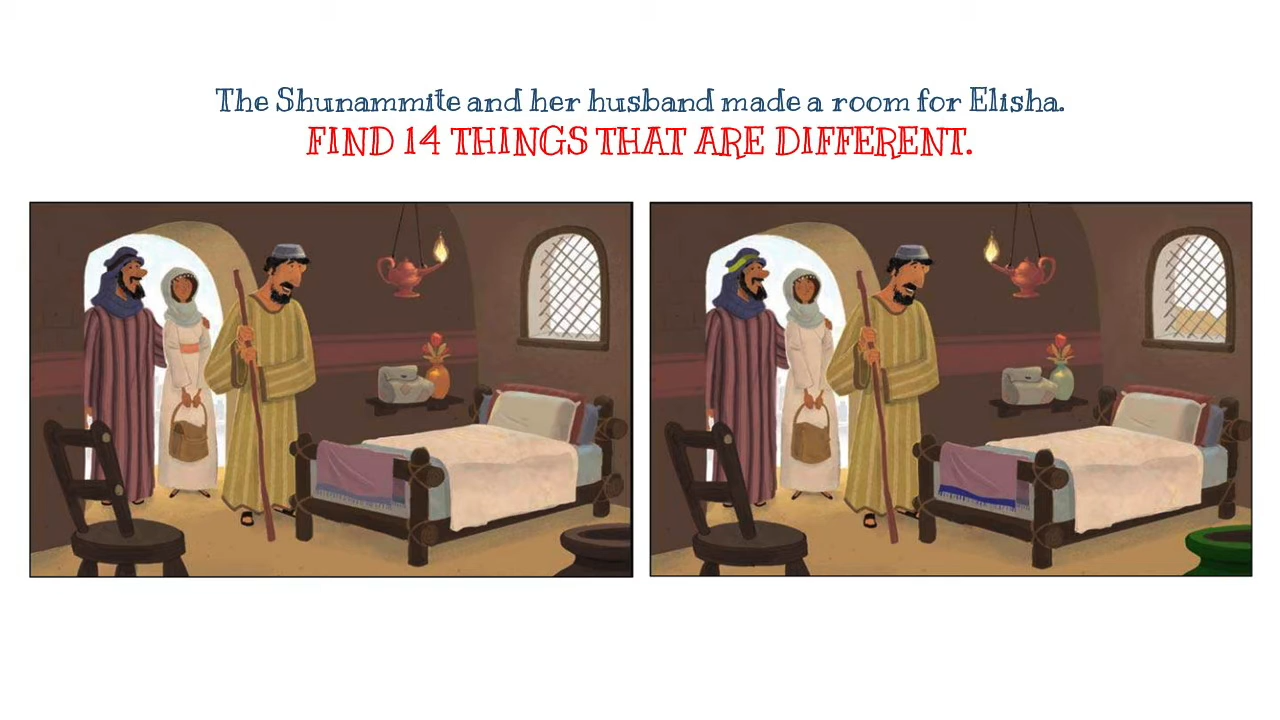 The Shunammite and her husband made a room for Elisha.
FIND 14 THINGS THAT ARE DIFFERENT.